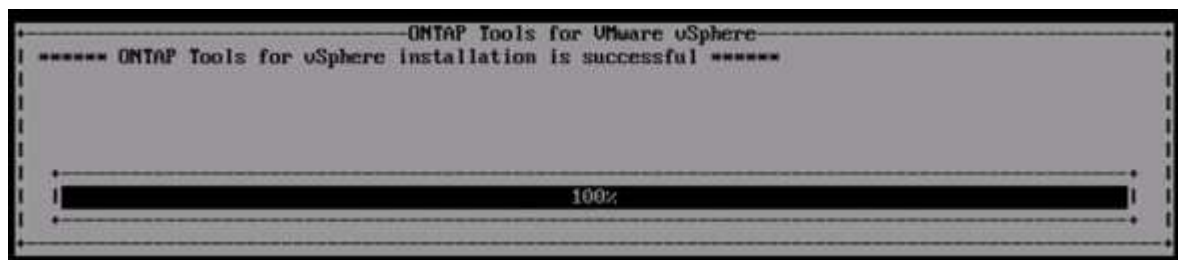 ONTAP Tools for VMware vSphere
====== ONTAP Tools for vSphere installation is successful ======
100%